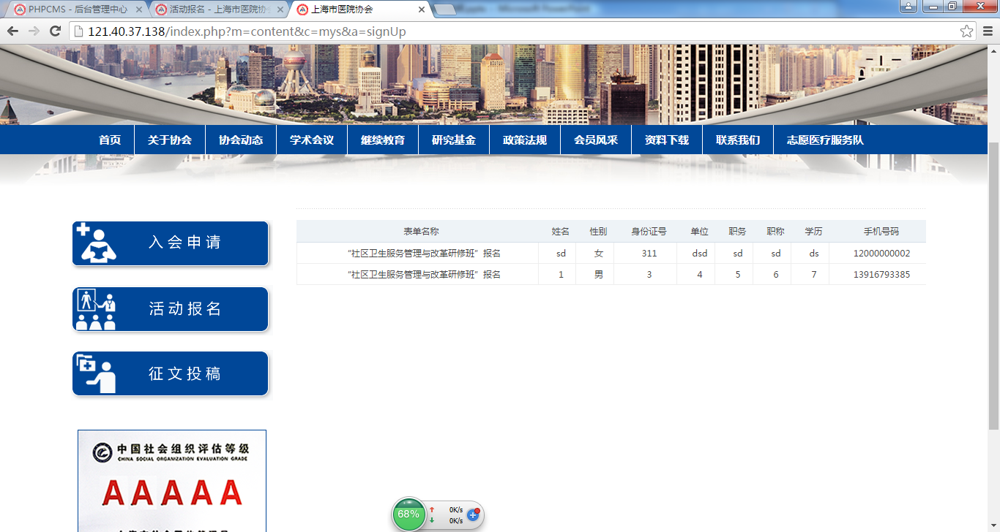 PHPCMS - 后台管理中心
活动报名 - 上海市医院协
上海市医院协会
121.40.37.138/index.php?m=content&c=mys&a=signUp
首页 关于协会 协会动态 学术会议 继续教育 研究基金 政策法规 会员风采 资料下载 联系我们 志愿医疗服务队
入会申请
活动报名
征文投稿
表单名称 姓名 性别 身份证号 单位 职务 职称 学历 手机号码
“社区卫生服务管理与改革研修班”报名 sd 女 311 dsd sd sd ds 12000000002
“社区卫生服务管理与改革研修班”报名 1 男 3 4 5 6 7 13916793385
中国社会组织评估等级
CHINA SOCIAL ORGANIZATION EVALUATION GRADE
AAAAA
68%
0K/s
0K/s